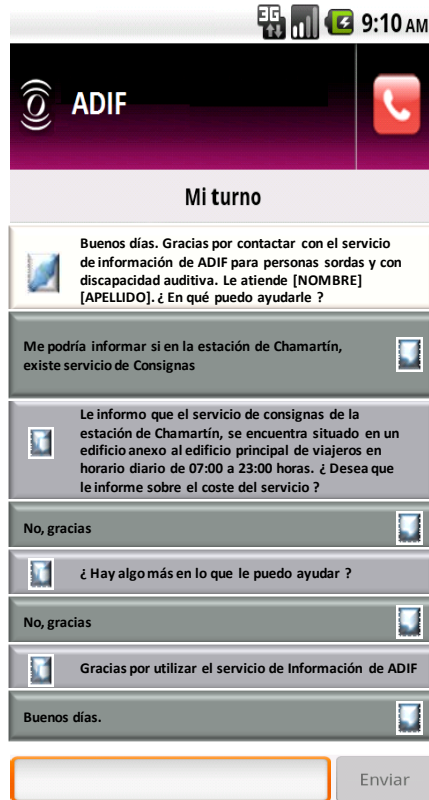 3G
9:10 AM
ADIF
Mi turno
Buenos días. Gracias por contactar con el servicio
de información de ADIF para personas sordas y con
discapacidad auditiva. Le atiende [NOMBRE]
[APELLIDO]. ¿ En qué puedo ayudarle ?
Me podría informar si en la estación de Chamartín,
existe servicio de Consignas
Le informo que el servicio de consignas de la
estación de Chamartín, se encuentra situado en un
edificio anexo al edificio principal de viajeros en
horario diario de 07:00 a 23:00 horas. ¿ Desea que
le informe sobre el coste del servicio ?
No, gracias
¿ Hay algo más en lo que le puedo ayudar ?
No, gracias
Gracias por utilizar el servicio de Información de ADIF
Buenos días.
Enviar